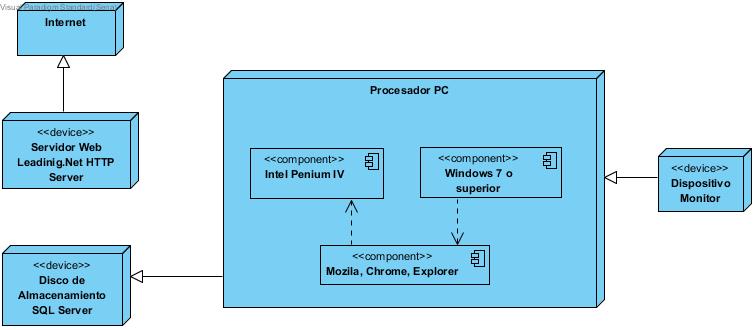 Visual Paradigm Standard(Sena)
Internet
<<device>>
Servidor Web
Leadinig.Net HTTP
Server
<<device>>
Disco de
Almacenamiento
SQL Server
Procesador PC
<<component>>
Intel Penium IV
<<component>>
Windows 7 o
superior
<<component>>
Mozila, Chrome, Explorer
<<device>>
Dispositivo
Monitor